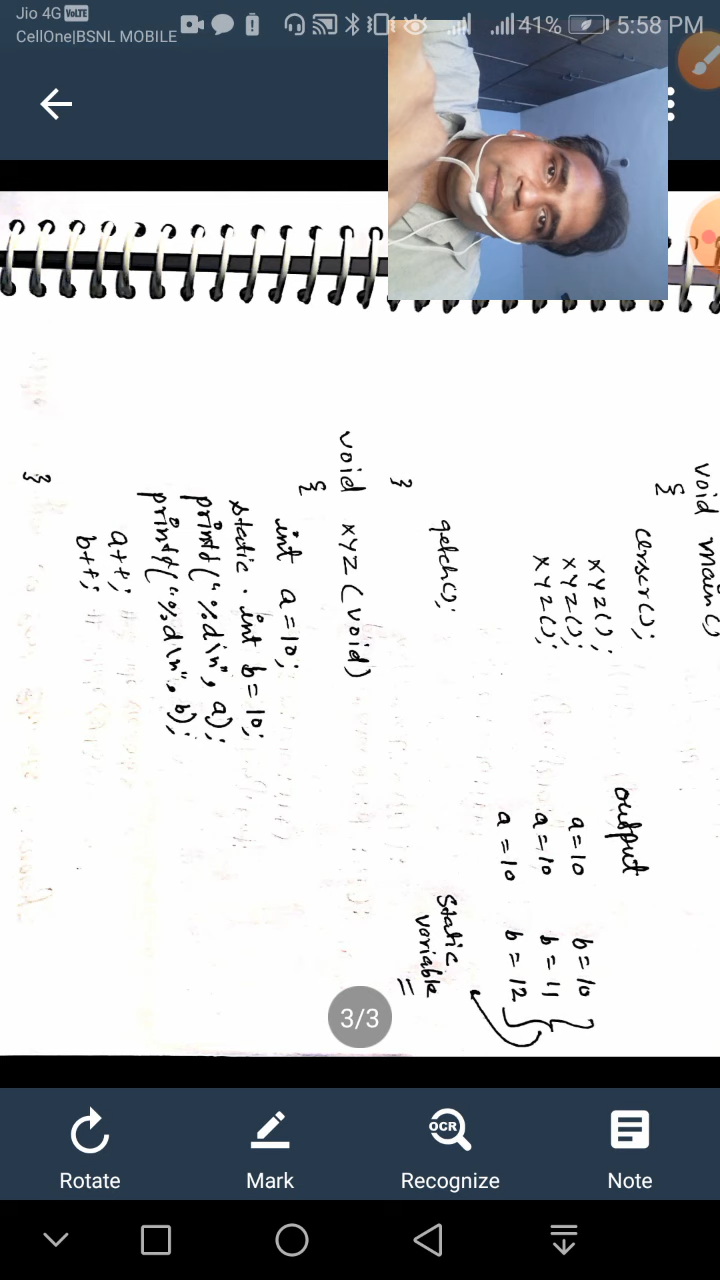 Jio 4G VoLTE
CellOne|BSNL MOBILE
41% 5:58 PM
void main()
{
clrscr();
xyz();
xyz();
xyz();
getch();
}
void xyz(void)
{
int a=10;
static int b=10;
printf("%d\n", a);
printf("%d\n", b);
a++;
b++;
}
output
a=10 b=10
a=10 b=11
a=10 b=12
static
variable
3/3
Rotate
Mark
OCR
Recognize
Note